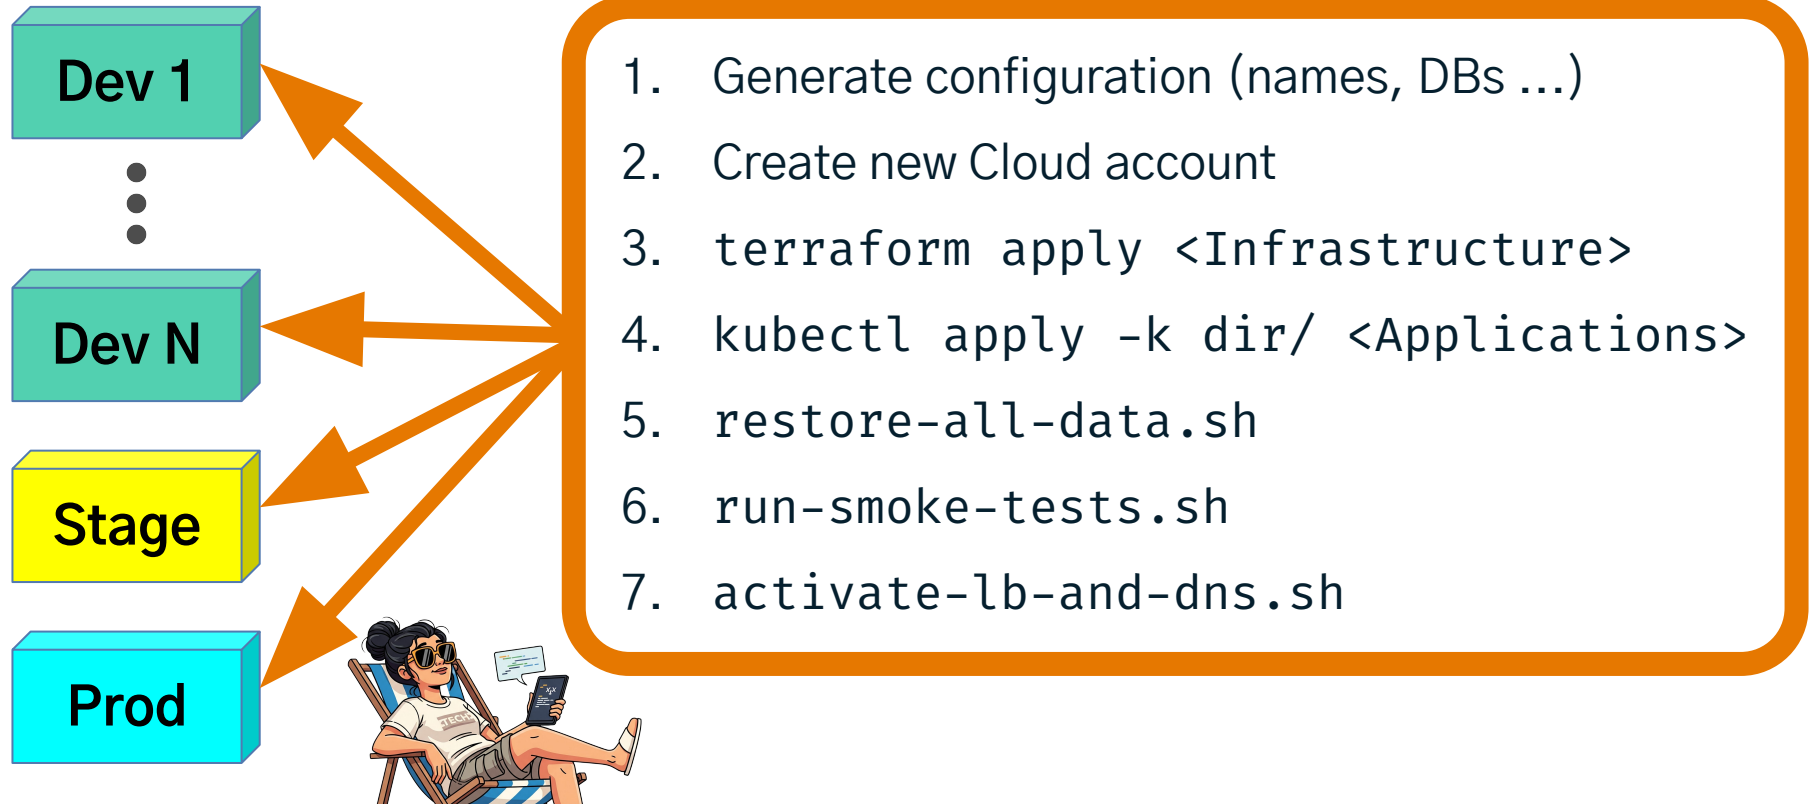 Dev 1
Dev N
Stage
Prod
1. Generate configuration (names, DBs ...)
2. Create new Cloud account
3. terraform apply <Infrastructure>
4. kubectl apply -k dir/ <Applications>
5. restore-all-data.sh
6. run-smoke-tests.sh
7. activate-lb-and-dns.sh
TECH